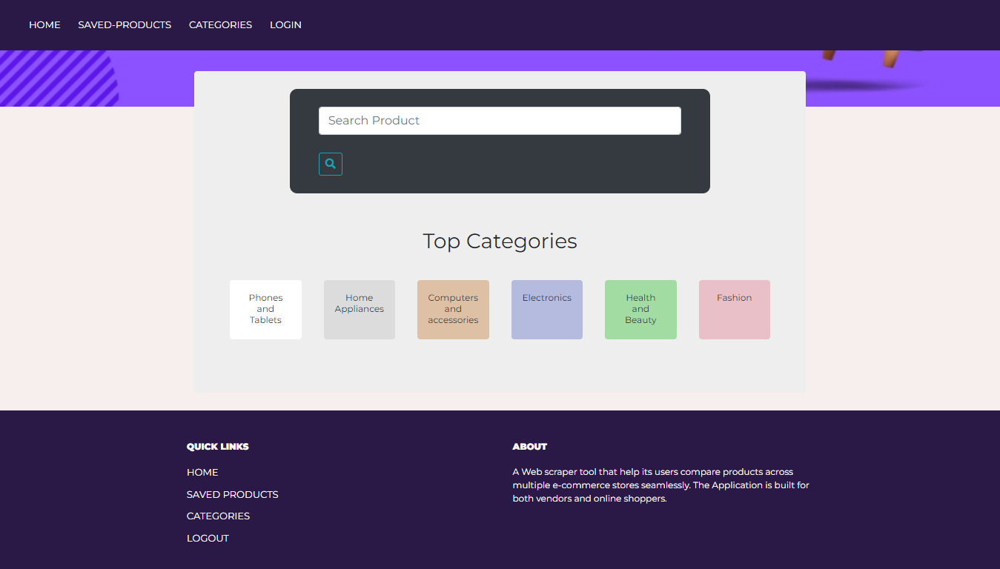 HOME SAVED-PRODUCTS CATEGORIES LOGIN
Search Product
Top Categories
Phones
and
Tablets
Home
Appliances
Computers
and
accessories
Electronics
Health
and
Beauty
Fashion
QUICK LINKS
HOME
SAVED PRODUCTS
CATEGORIES
LOGOUT
ABOUT
A Web scraper tool that help its users compare products across
multiple e-commerce stores seamlessly. The Application is built for
both vendors and online shoppers.